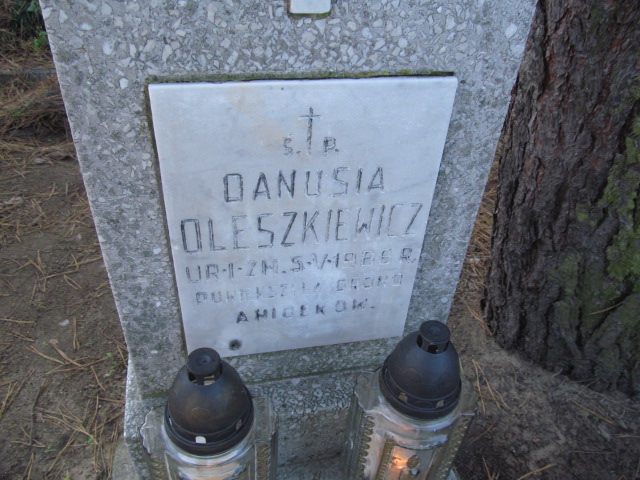 Ś. P.
DANUSIA
OLESZKIEWICZ
UR·I·ZM. 5·V·1966 R.
POWIĘKSZYŁA GRONO
ANIOŁKÓW.